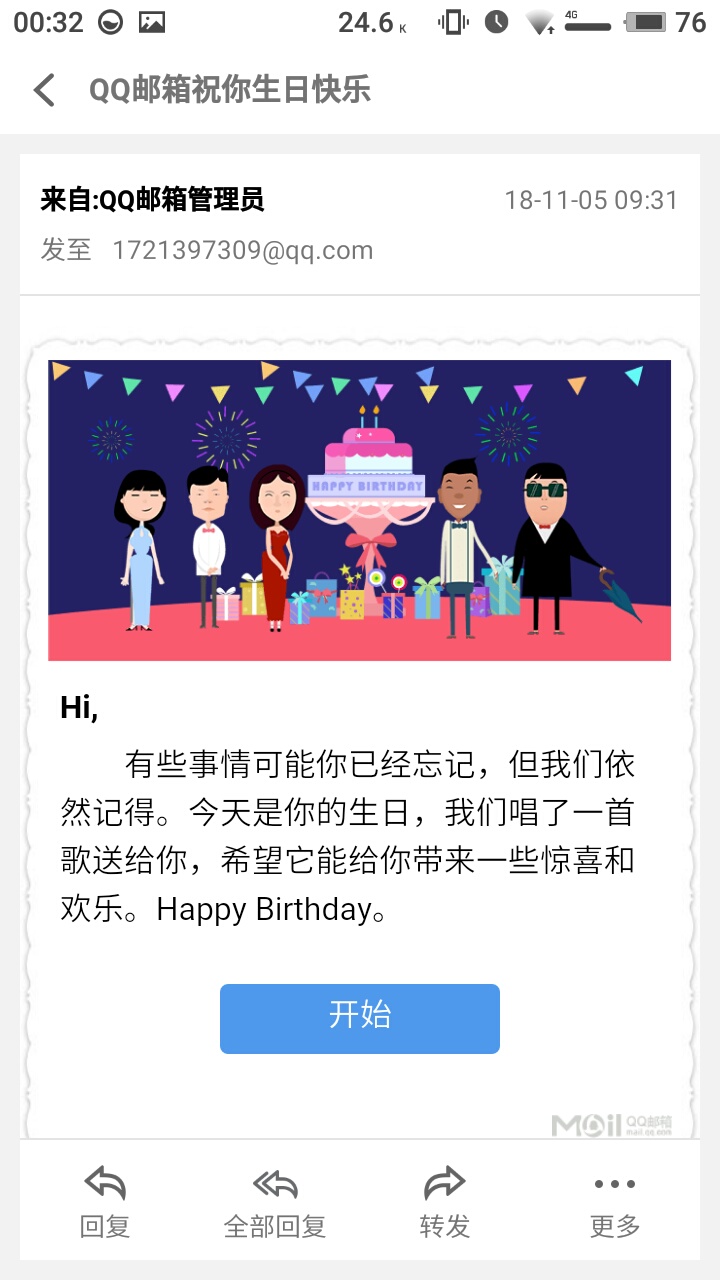 00:32
24.6 K
4G
76
QQ邮箱祝你生日快乐
来自:QQ邮箱管理员
18-11-05 09:31
发至 1721397309@qq.com
HAPPY BIRTHDAY
Hi,
有些事情可能你已经忘记，但我们依
然记得。今天是你的生日，我们唱了一首
歌送给你，希望它能给你带来一些惊喜和
欢乐。Happy Birthday。
开始
Mail QQ邮箱
mail.qq.com
回复
全部回复
转发
更多